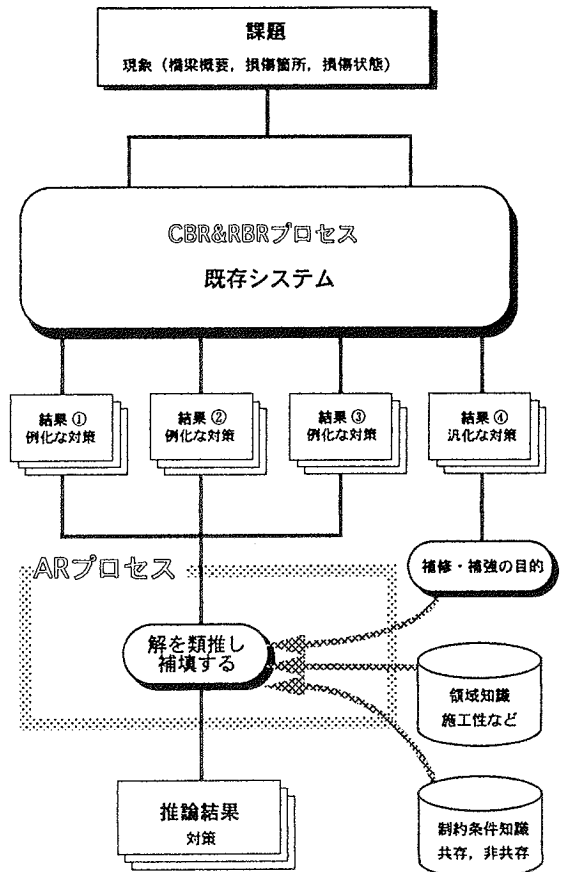 課題
現象（橋梁概要，損傷箇所，損傷状態）
CBR&RBRプロセス
既存システム
結果 ①
例化な対策
結果 ②
例化な対策
結果 ③
例化な対策
結果 ④
汎化な対策
ARプロセス
補修・補強の目的
解を類推し
補填する
領域知識
施工性など
推論結果
対策
制約条件知識
共存，非共存